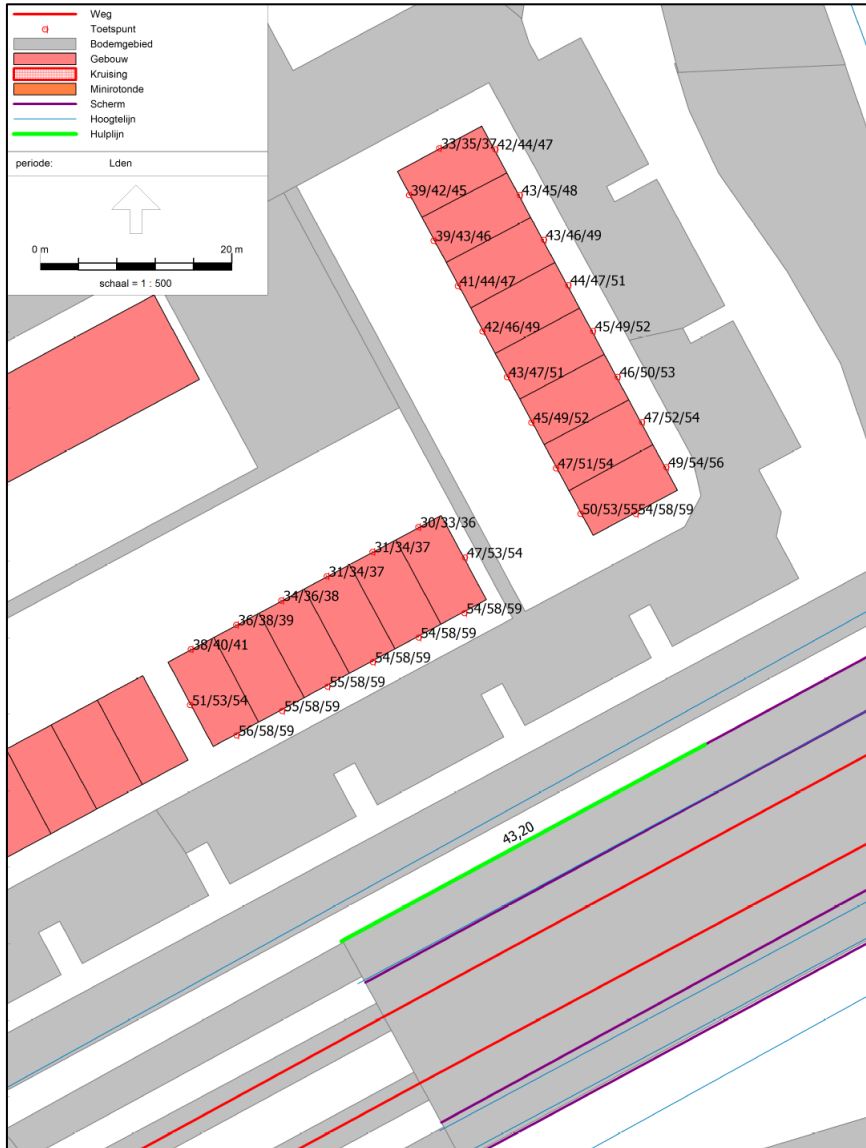 Weg
Toetspunt
Bodemgebied
Gebouw
Kruising
Minirotonde
Scherm
Hoogtelijn
Hulplijn
periode: Lden
0 m 20 m
schaal = 1 : 500
33/35/37
42/44/47
39/42/45
43/45/48
39/43/46
43/46/49
41/44/47
44/47/51
42/46/49
45/49/52
43/47/51
46/50/53
45/49/52
47/52/54
47/51/54
49/54/56
50/53/55
54/58/59
30/33/36
31/34/37
47/53/54
31/34/37
34/36/38
54/58/59
36/38/39
54/58/59
38/40/41
54/58/59
55/58/59
51/53/54
55/58/59
56/58/59
43,20